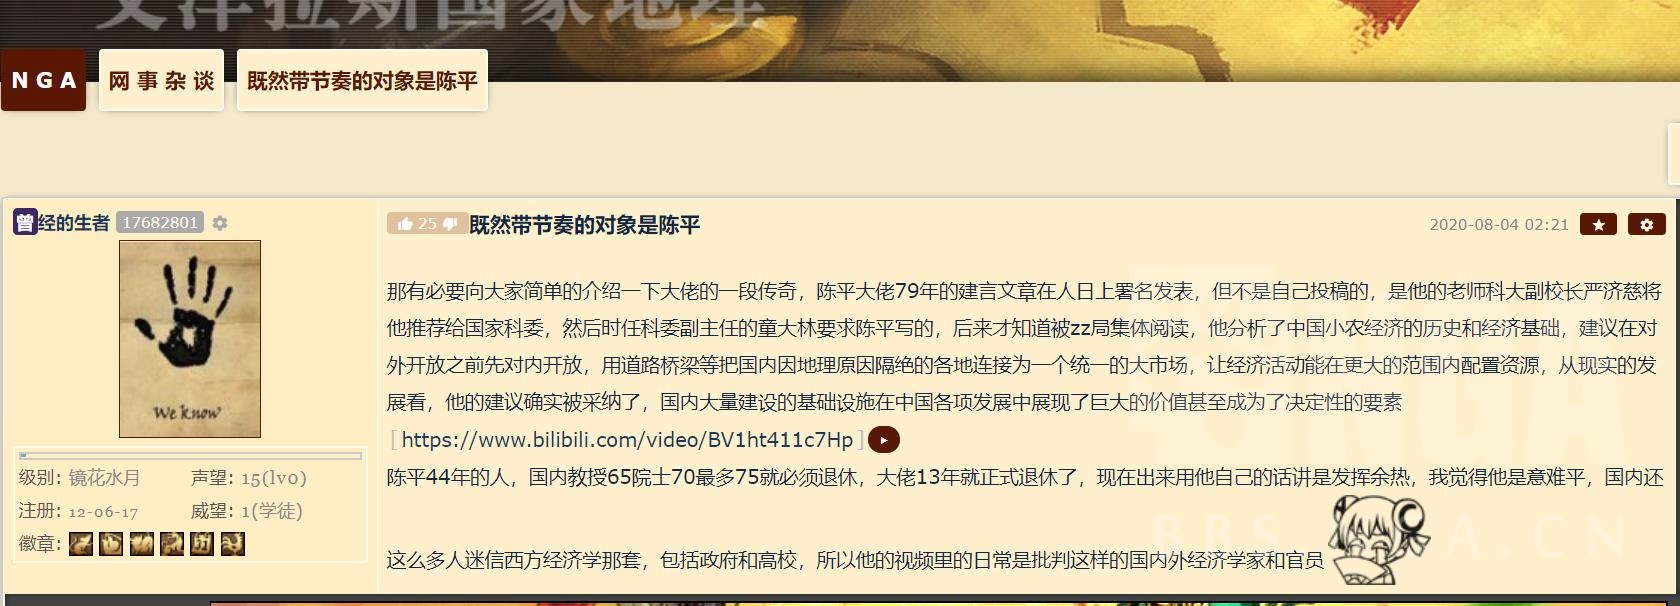 艾泽拉斯国家地理
NGA 网事杂谈 既然带节奏的对象是陈平
曾经的生者 17682801
25 既然带节奏的对象是陈平 2020-08-04 02:21
We know
级别: 镜花水月 声望: 15(lv0)
注册: 12-06-17 威望: 1(学徒)
徽章:
那有必要向大家简单的介绍一下大佬的一段传奇，陈平大佬79年的建言文章在人日上署名发表，但不是自己投稿的，是他的老师科大副校长严济慈将
他推荐给国家科委，然后时任科委副主任的童大林要求陈平写的，后来才知道被zz局集体阅读，他分析了中国小农经济的历史和经济基础，建议在对
外开放之前先对内开放，用道路桥梁等把国内因地理原因隔绝的各地连接为一个统一的大市场，让经济活动能在更大的范围内配置资源，从现实的发
展看，他的建议确实被采纳了，国内大量建设的基础设施在中国各项发展中展现了巨大的价值甚至成为了决定性的要素
[https://www.bilibili.com/video/BV1ht411c7Hp]
陈平44年的人，国内教授65院士70最多75就必须退休，大佬13年就正式退休了，现在出来用他自己的话讲是发挥余热，我觉得他是意难平，国内还
这么多人迷信西方经济学那套，包括政府和高校，所以他的视频里的日常是批判这样的国内外经济学家和官员